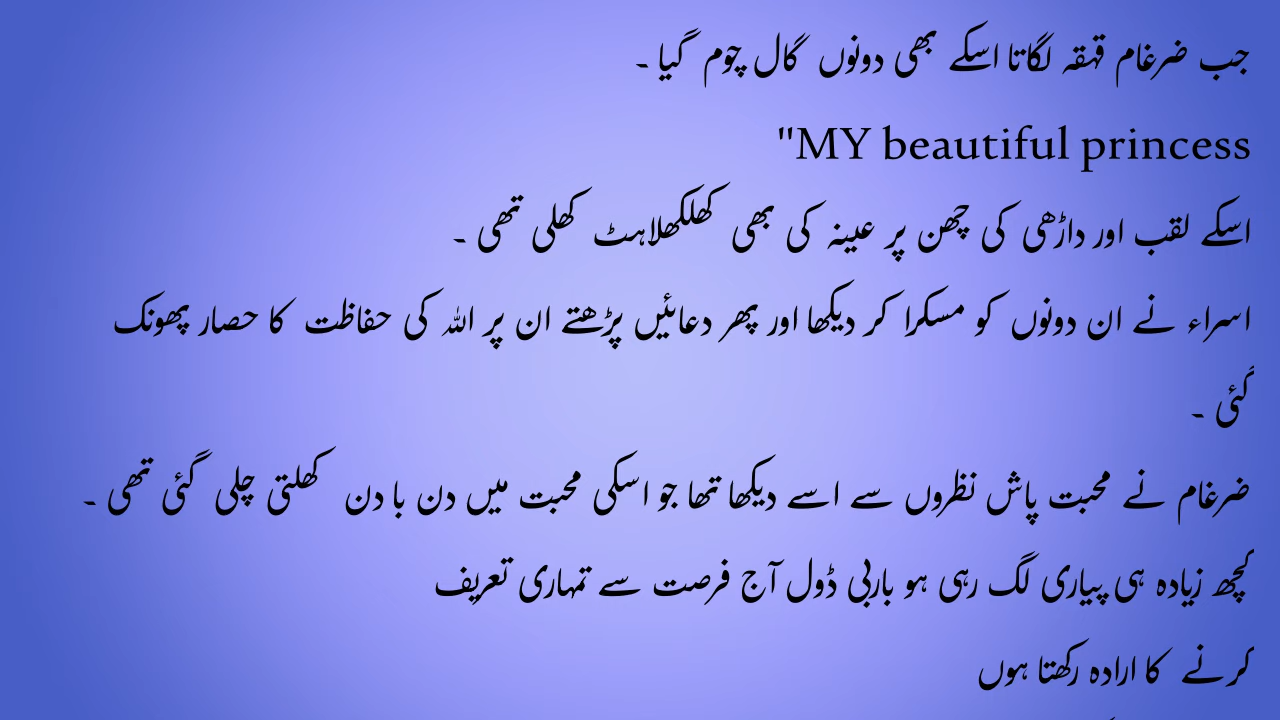 جب ضرغام قہقہ لگاتا اسکے بھی دونوں گال چوم گیا ۔
"MY beautiful princess
اسکے لقب اور داڑھی کی چھن پر عینہ کی بھی کھلکھلاہٹ کھلی تھی ۔
اسراء نے ان دونوں کو مسکرا کر دیکھا اور پھر دعائیں پڑھتے ان پر اللہ کی حفاظت کا حصار پھونک
گئی ۔
ضرغام نے محبت پاش نظروں سے اسے دیکھا تھا جو اسکی محبت میں دن با دن کھلتی چلی گئی تھی ۔
کچھ زیادہ ہی پیاری لگ رہی ہو باربی ڈول آج فرصت سے تمہاری تعریف
کرنے کا ارادہ رکھتا ہوں